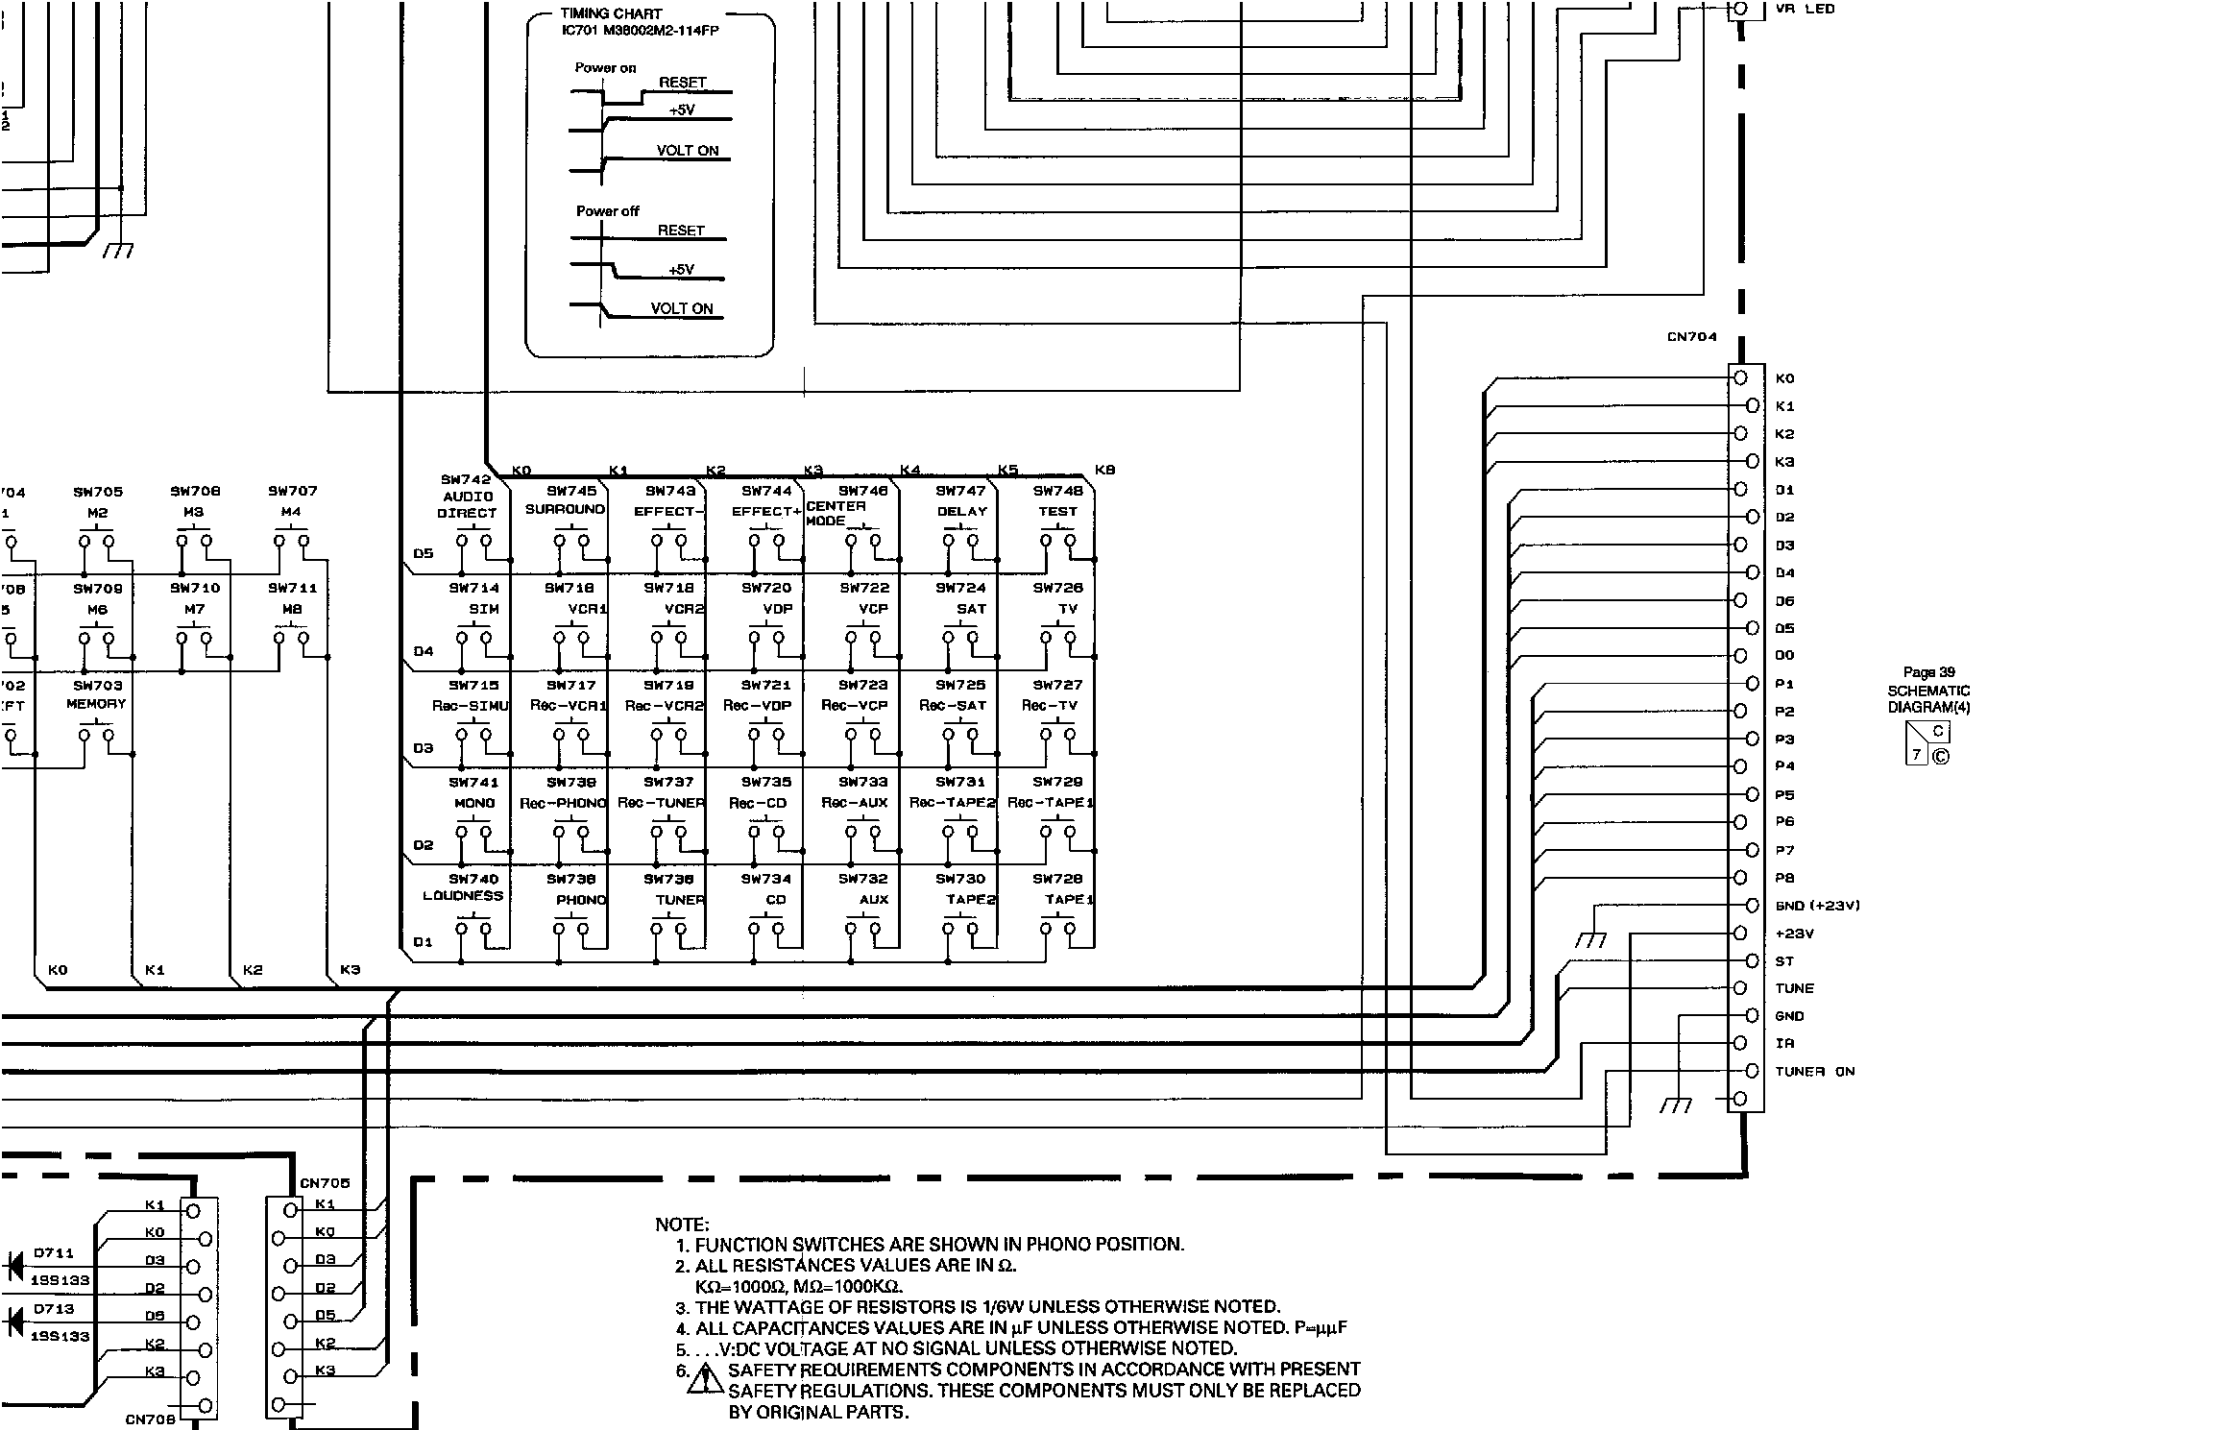 TIMING CHART
IC701 M38002M2-114FP
Power on
RESET
+5V
VOLT ON
Power off
RESET
+5V
VOLT ON
VR LED
CN704
K0
K1
K2
K3
D1
D2
D3
D4
D6
D5
D0
P1
P2
P3
P4
P5
P6
P7
P8
GND (+23V)
+23V
ST
TUNE
GND
IR
TUNER ON
Page 39
SCHEMATIC
DIAGRAM(4)
C
7 ©
1
2
K0 K1 K2 K3 K4 K5 K8
704 SW705 SW706 SW707
1 M2 M3 M4
708 SW709 SW710 SW711
5 M6 M7 M8
702 SW703
FT MEMORY
K0 K1 K2 K3
SW742 SW745 SW743 SW744 SW746 SW747 SW748
AUDIO DIRECT SURROUND EFFECT- EFFECT+ CENTER MODE DELAY TEST
D5
SW714 SW716 SW718 SW720 SW722 SW724 SW726
SIM VCR1 VCR2 VDP VCP SAT TV
D4
SW715 SW717 SW719 SW721 SW723 SW725 SW727
Rec-SIMU Rec-VCR1 Rec-VCR2 Rec-VDP Rec-VCP Rec-SAT Rec-TV
D3
SW741 SW739 SW737 SW735 SW733 SW731 SW729
MONO Rec-PHONO Rec-TUNER Rec-CD Rec-AUX Rec-TAPE2 Rec-TAPE1
D2
SW740 SW738 SW736 SW734 SW732 SW730 SW728
LOUDNESS PHONO TUNER CD AUX TAPE2 TAPE1
D1
CN705
K1
K0
D3
D2
D5
K2
K3
K1
K0
D3
D2
D5
K2
K3
CN706
D711
1SS133
D713
1SS133
NOTE:
1. FUNCTION SWITCHES ARE SHOWN IN PHONO POSITION.
2. ALL RESISTANCES VALUES ARE IN Ω.
KΩ=1000Ω, MΩ=1000KΩ.
3. THE WATTAGE OF RESISTORS IS 1/6W UNLESS OTHERWISE NOTED.
4. ALL CAPACITANCES VALUES ARE IN μF UNLESS OTHERWISE NOTED. P=μμF
5. . . .V:DC VOLTAGE AT NO SIGNAL UNLESS OTHERWISE NOTED.
6. SAFETY REQUIREMENTS COMPONENTS IN ACCORDANCE WITH PRESENT
SAFETY REGULATIONS. THESE COMPONENTS MUST ONLY BE REPLACED
BY ORIGINAL PARTS.